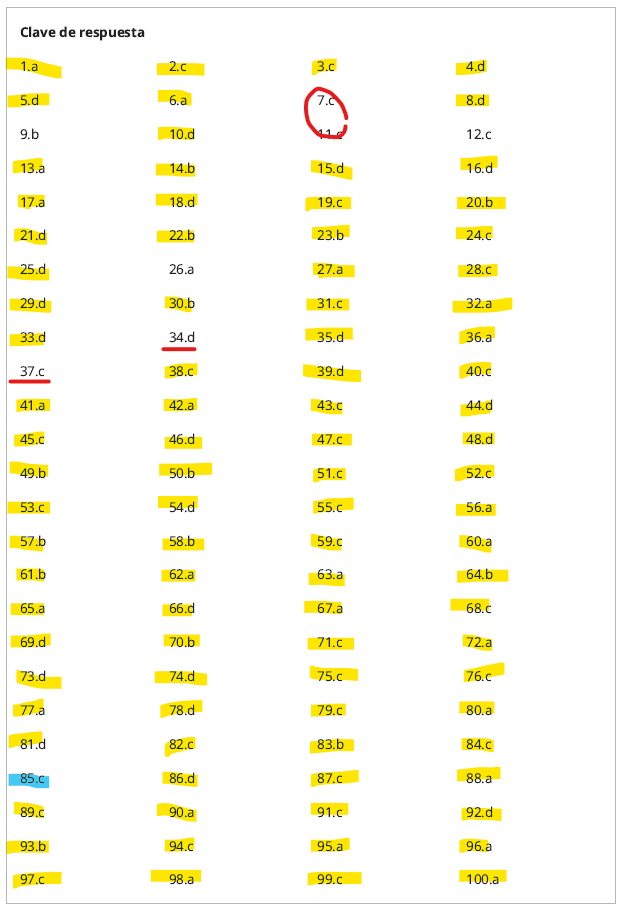 Clave de respuesta
1.a 2.c 3.c 4.d
5.d 6.a 7.c 8.d
9.b 10.d 11.c 12.c
13.a 14.b 15.d 16.d
17.a 18.d 19.c 20.b
21.d 22.b 23.b 24.c
25.d 26.a 27.a 28.c
29.d 30.b 31.c 32.a
33.d 34.d 35.d 36.a
37.c 38.c 39.d 40.c
41.a 42.a 43.c 44.d
45.c 46.d 47.c 48.d
49.b 50.b 51.c 52.c
53.c 54.d 55.c 56.a
57.b 58.b 59.c 60.a
61.b 62.a 63.a 64.b
65.a 66.d 67.a 68.c
69.d 70.b 71.c 72.a
73.d 74.d 75.c 76.c
77.a 78.d 79.c 80.a
81.d 82.c 83.b 84.c
85.c 86.d 87.c 88.a
89.c 90.a 91.c 92.d
93.b 94.c 95.a 96.a
97.c 98.a 99.c 100.a